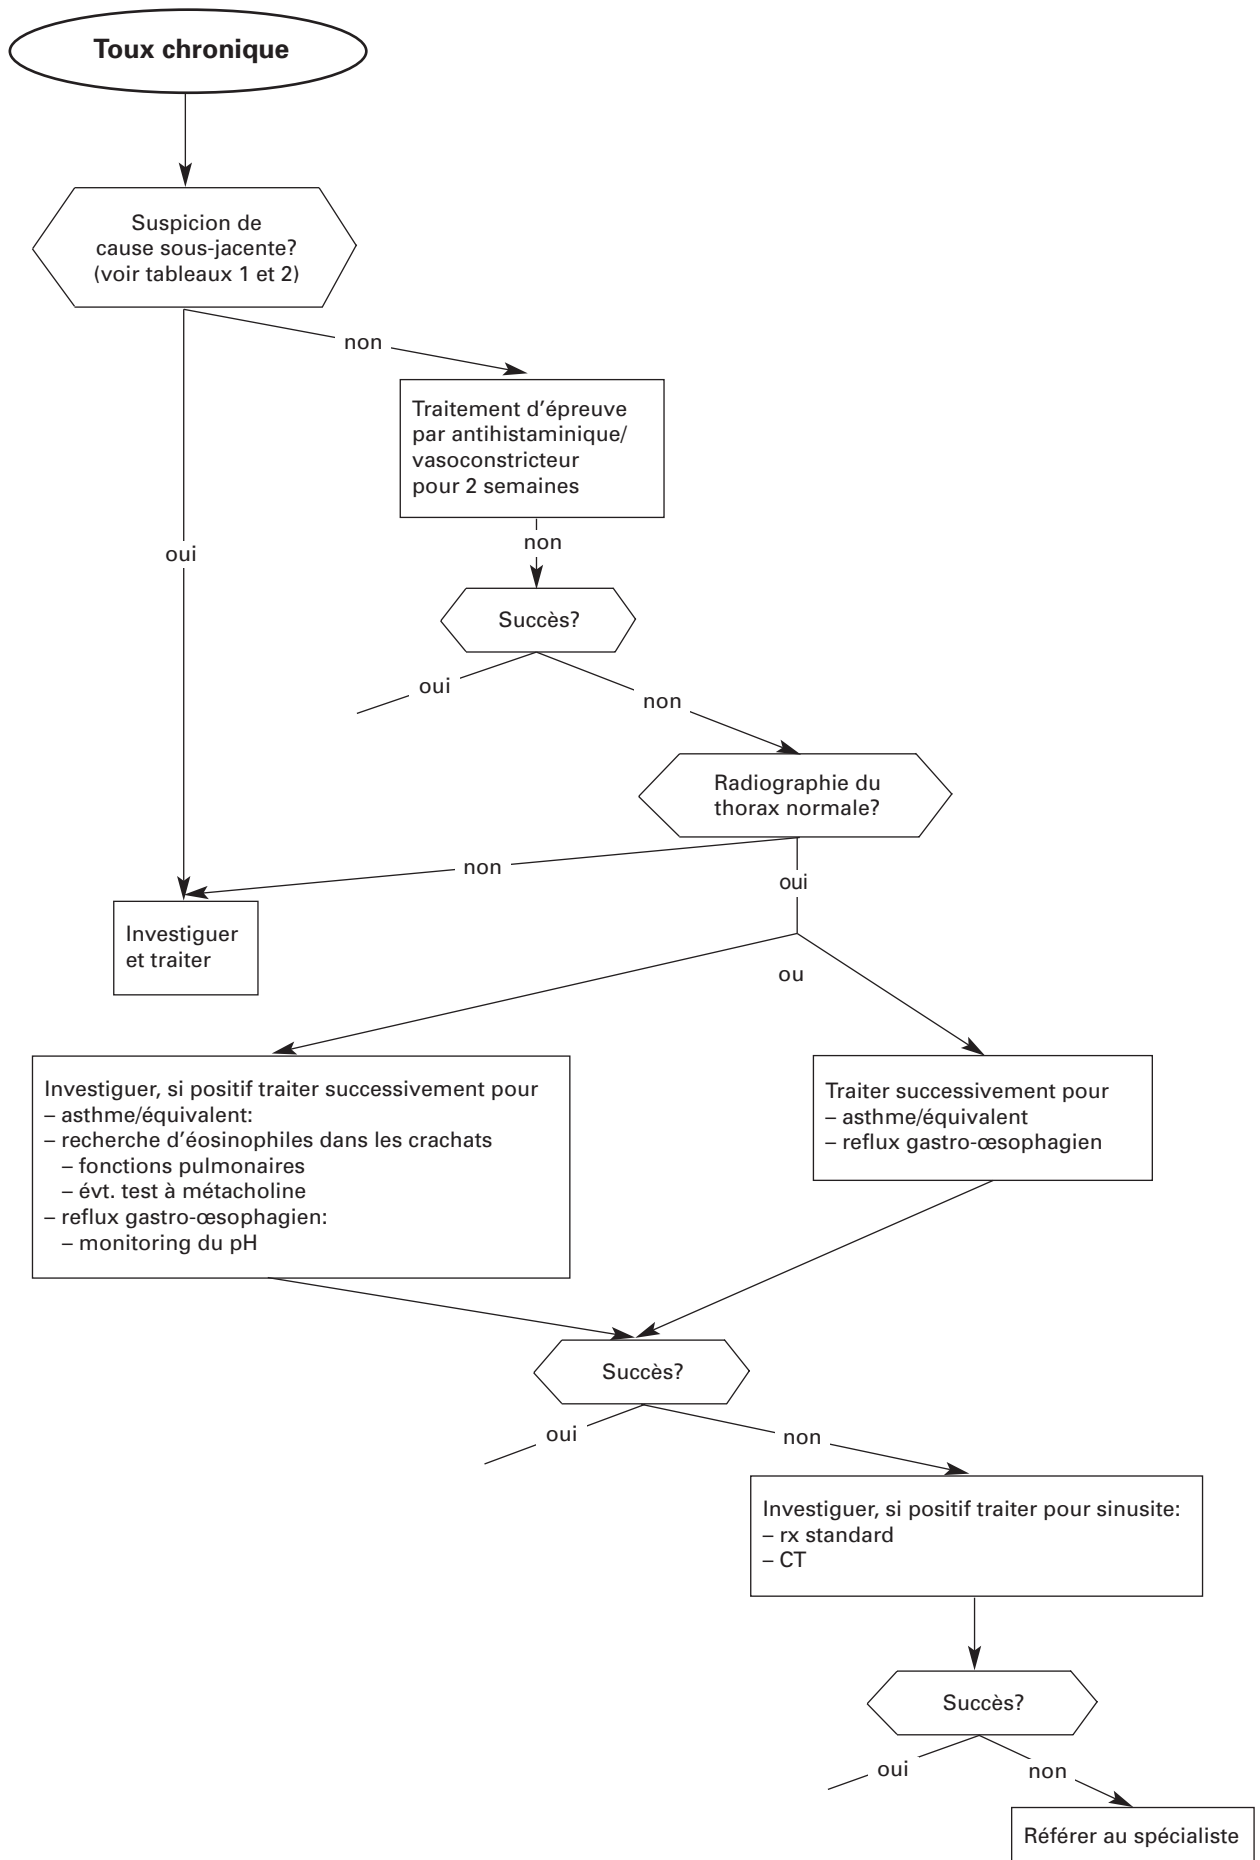 Toux chronique
Suspicion de
cause sous-jacente?
(voir tableaux 1 et 2)
non
Traitement d'épreuve
par antihistaminique/
vasoconstricteur
pour 2 semaines
non
oui
Succès?
oui
non
Radiographie du
thorax normale?
non
oui
Investiguer
et traiter
ou
Investiguer, si positif traiter successivement pour
– asthme/équivalent:
– recherche d'éosinophiles dans les crachats
– fonctions pulmonaires
– évt. test à métacholine
– reflux gastro-œsophagien:
– monitoring du pH
Traiter successivement pour
– asthme/équivalent
– reflux gastro-œsophagien
Succès?
oui
non
Investiguer, si positif traiter pour sinusite:
– rx standard
– CT
Succès?
oui
non
Référer au spécialiste